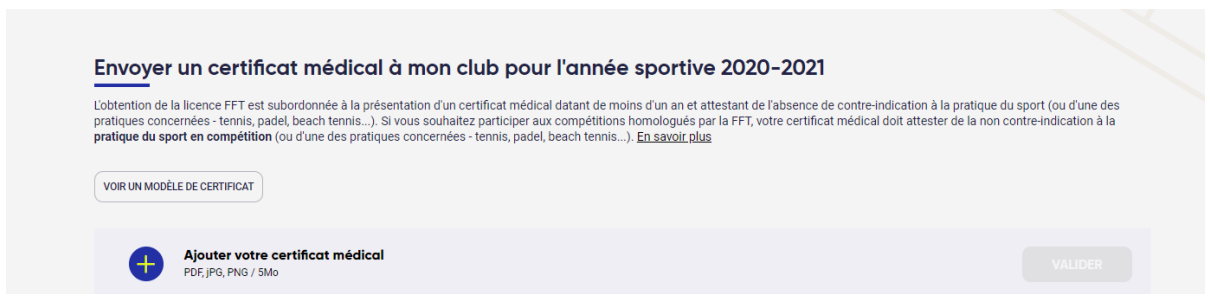 Envoyer un certificat médical à mon club pour l'année sportive 2020-2021
L'obtention de la licence FFT est subordonnée à la présentation d'un certificat médical datant de moins d'un an et attestant de l'absence de contre-indication à la pratique du sport (ou d'une des
pratiques concernées - tennis, padel, beach tennis...). Si vous souhaitez participer aux compétitions homologués par la FFT, votre certificat médical doit attester de la non contre-indication à la
pratique du sport en compétition (ou d'une des pratiques concernées - tennis, padel, beach tennis...). En savoir plus
VOIR UN MODÈLE DE CERTIFICAT
Ajouter votre certificat médical
PDF, jPG, PNG / 5Mo
VALIDER